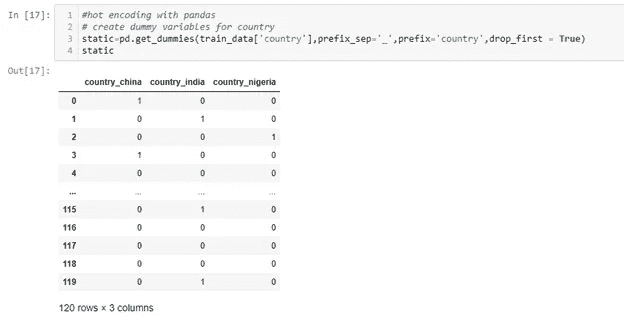 In [17]:
1 #hot encoding with pandas
2 # create dummy variables for country
3 static=pd.get_dummies(train_data['country'],prefix_sep='_',prefix='country',drop_first = True)
4 static
Out[17]:
country_china country_india country_nigeria
0 1 0 0
1 0 1 0
2 0 0 1
3 1 0 0
4 0 0 0
... ... ... ...
115 0 1 0
116 0 0 0
117 0 0 0
118 0 0 0
119 0 1 0
120 rows × 3 columns